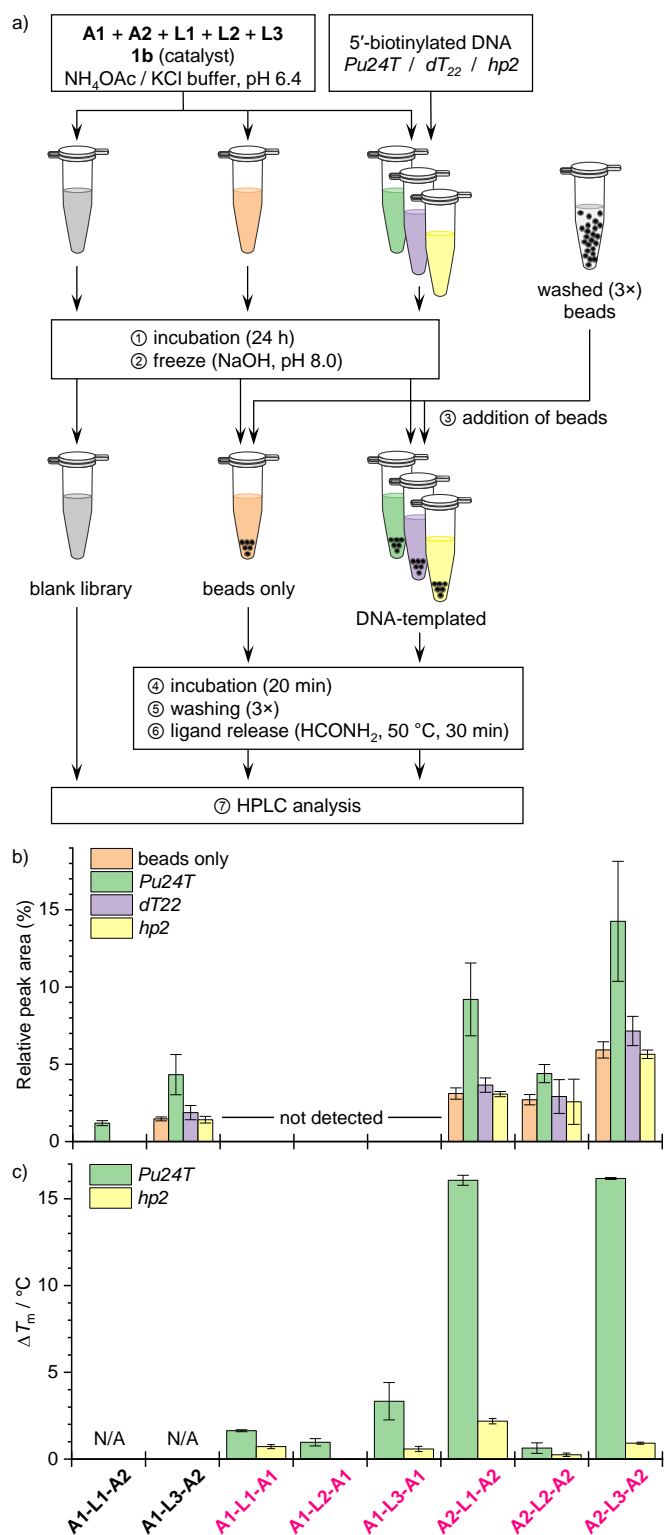 a)
A1 + A2 + L1 + L2 + L3
1b (catalyst)
NH₄OAc / KCl buffer, pH 6.4
5′-biotinylated DNA
Pu24T / dT₂₂ / hp2
washed (3×)
beads
① incubation (24 h)
② freeze (NaOH, pH 8.0)
③ addition of beads
blank library
beads only
DNA-templated
④ incubation (20 min)
⑤ washing (3×)
⑥ ligand release (HCONH₂, 50 °C, 30 min)
⑦ HPLC analysis
b)
beads only
Pu24T
dT22
hp2
Relative peak area (%)
15
10
5
0
not detected
c)
Pu24T
hp2
ΔTₘ / °C
15
10
5
0
N/A
N/A
A1-L1-A2
A1-L3-A2
A1-L1-A1
A1-L2-A1
A1-L3-A1
A2-L1-A2
A2-L2-A2
A2-L3-A2